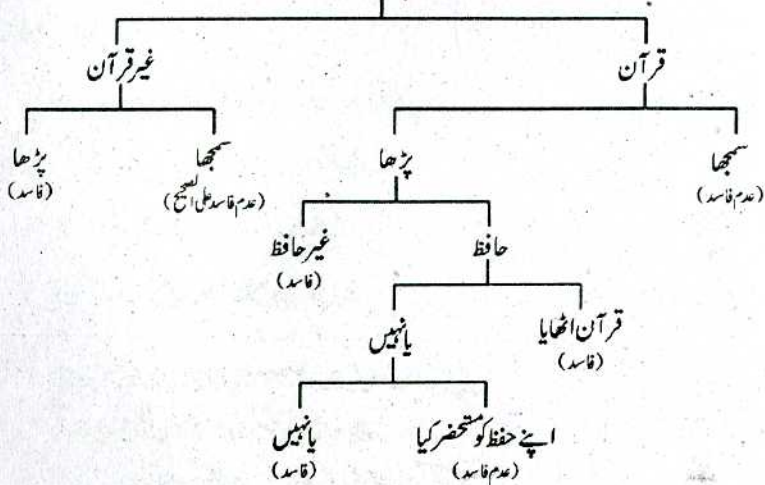 قرآن غیر قرآن
سمجھا پڑھا سمجھا پڑھا
(عدم فاسد) (عدم فاسد علی الصحیح) (فاسد)
حافظ غیر حافظ
(فاسد)
قرآن اٹھایا یا نہیں
(فاسد)
اپنے حفظ کو مستحضر کیا یا نہیں
(عدم فاسد) (فاسد)